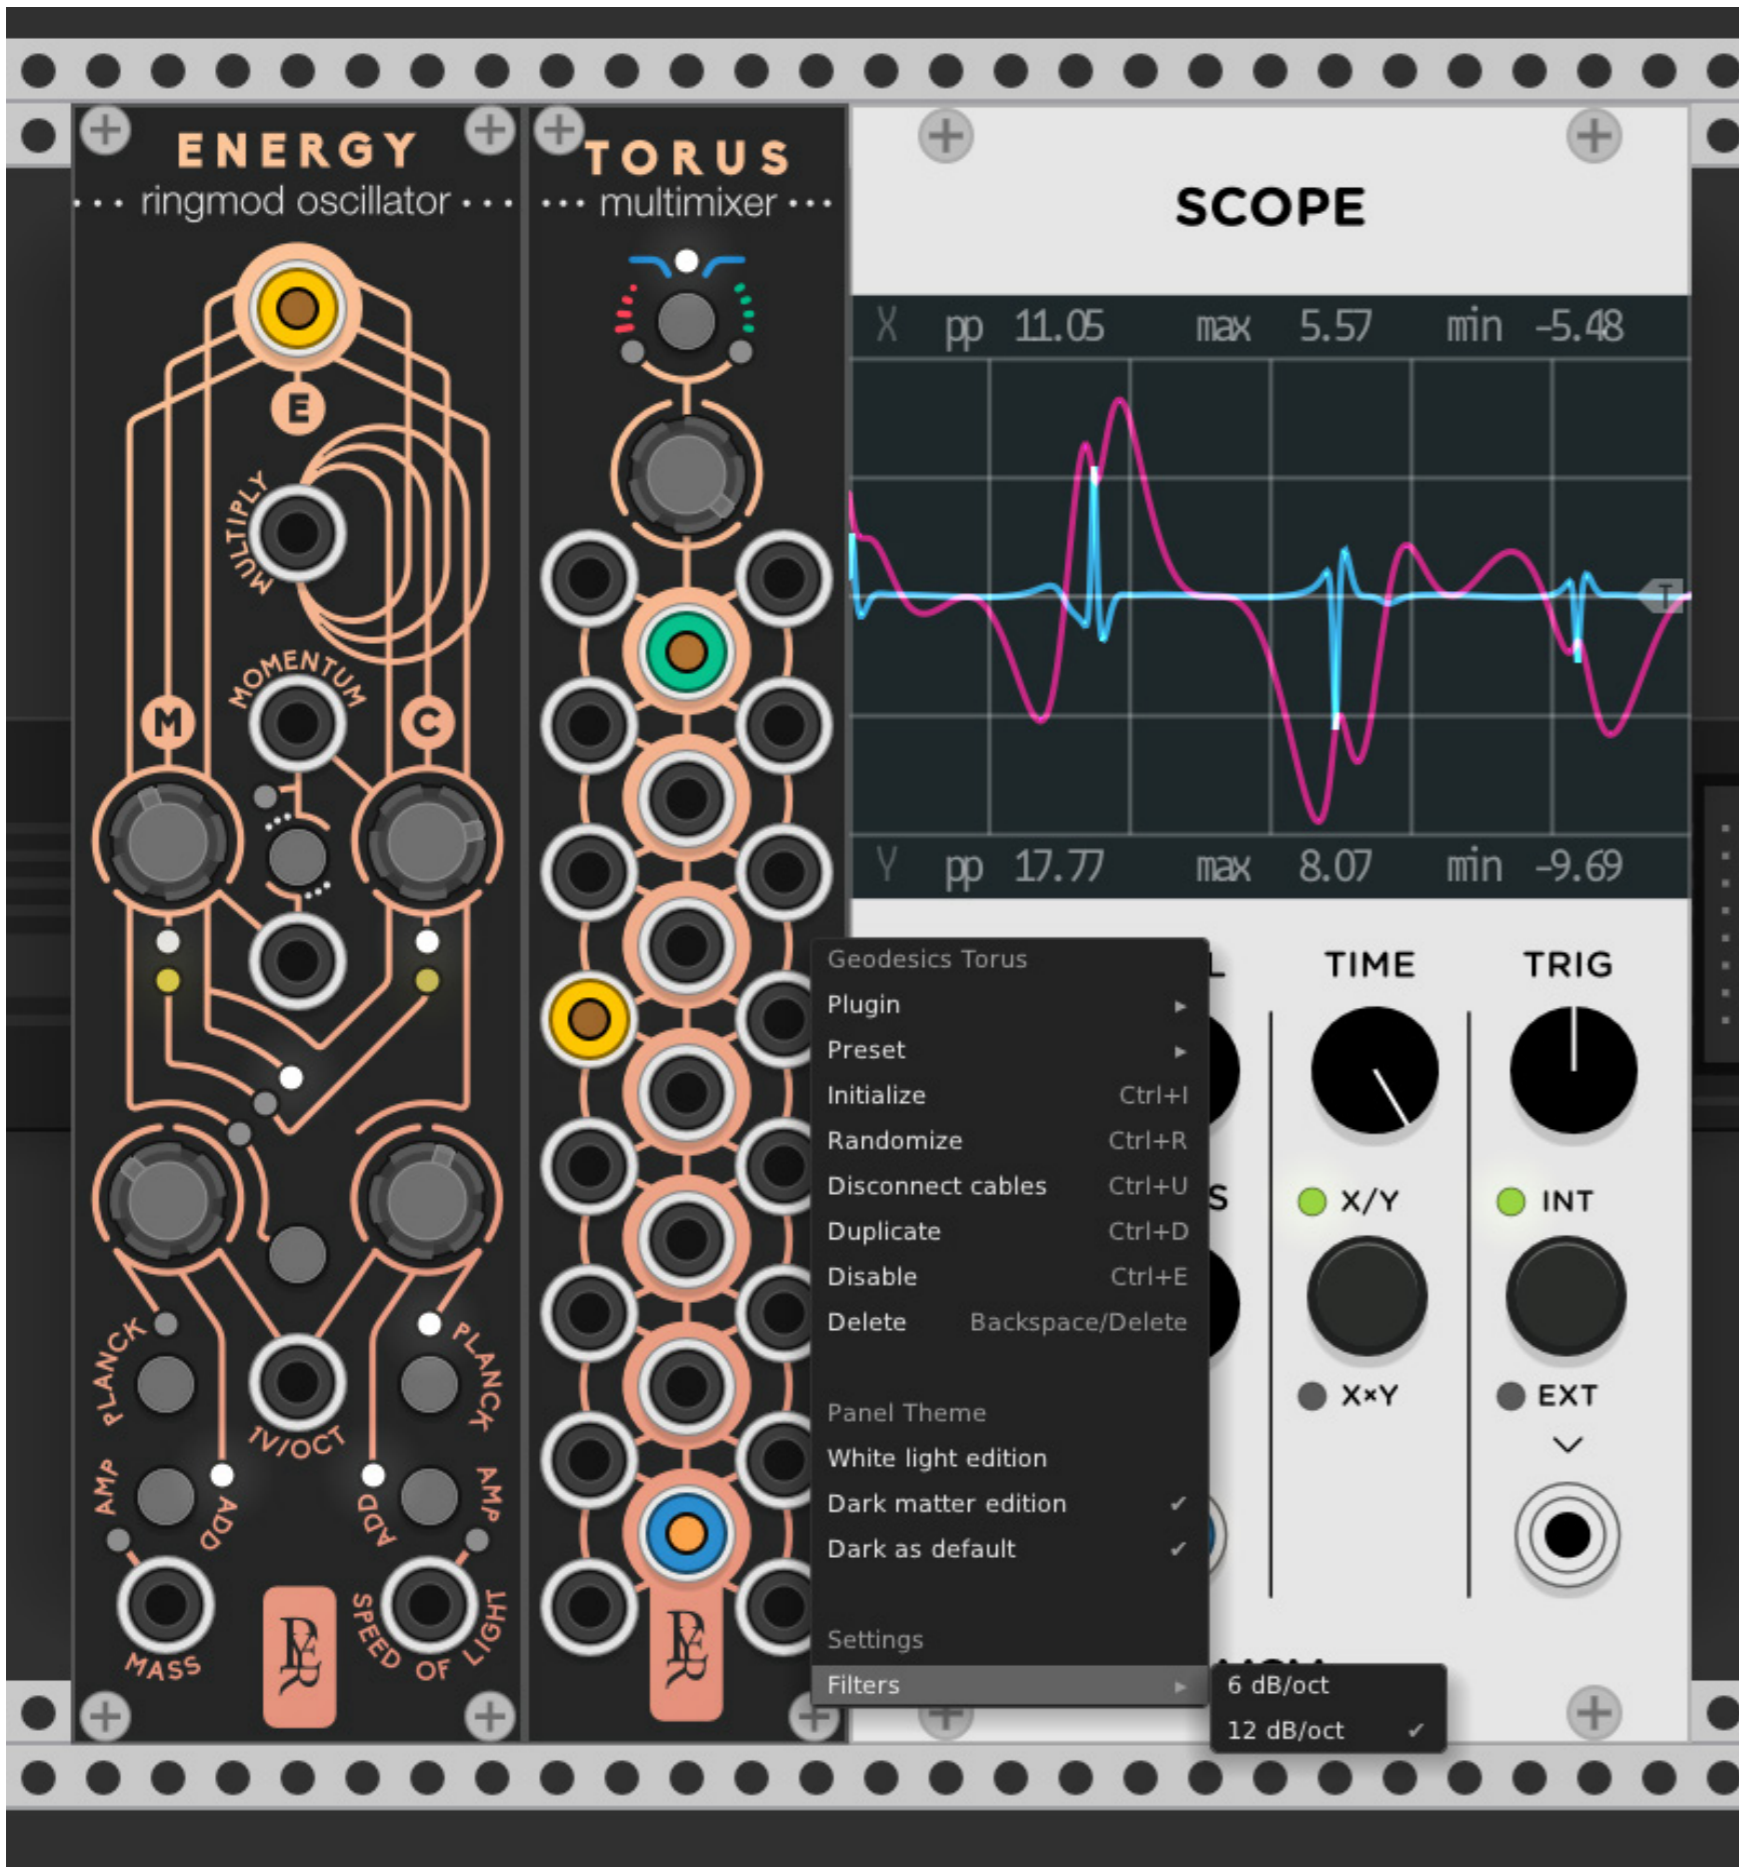 ENERGY
ringmod oscillator
E
MULTIPLY
MOMENTUM
M
C
PLANCK
PLANCK
1V/OCT
AMP
ADD
ADD
AMP
MASS
SPEED OF LIGHT
TORUS
multimixer
SCOPE
X pp 11.05 max 5.57 min -5.48
T
Y pp 17.77 max 8.07 min -9.69
TIME
TRIG
X/Y
INT
X×Y
EXT
Geodesics Torus
Plugin
Preset
Initialize Ctrl+I
Randomize Ctrl+R
Disconnect cables Ctrl+U
Duplicate Ctrl+D
Disable Ctrl+E
Delete Backspace/Delete
Panel Theme
White light edition
Dark matter edition ✔
Dark as default ✔
Settings
Filters
6 dB/oct
12 dB/oct ✔